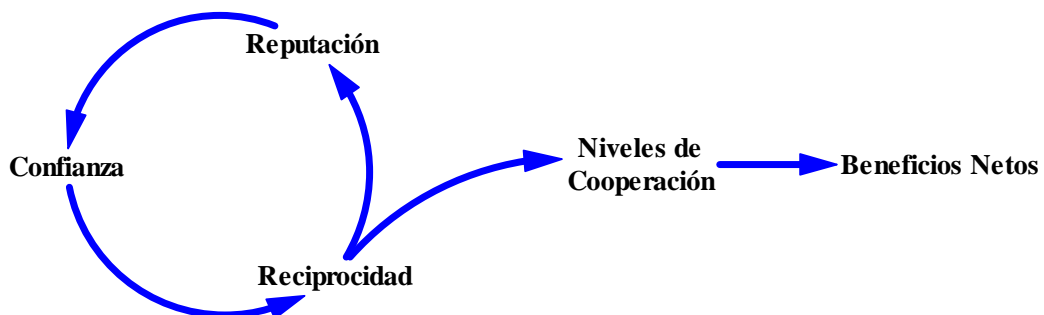 Reputación
Confianza
Niveles de
Cooperación
Beneficios Netos
Reciprocidad